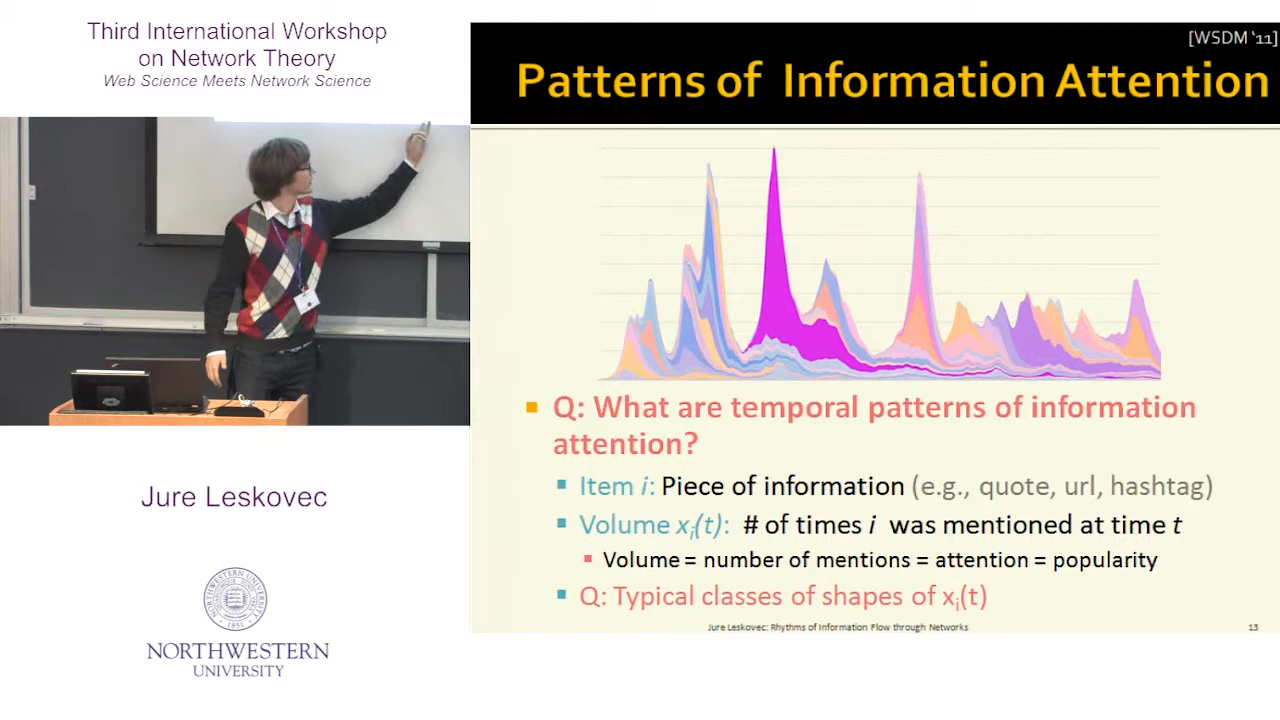 Third International Workshop
on Network Theory
Web Science Meets Network Science
Jure Leskovec
NORTHWESTERN
UNIVERSITY
[WSDM '11]
Patterns of Information Attention
Q: What are temporal patterns of information
attention?
Item i: Piece of information (e.g., quote, url, hashtag)
Volume xi(t): # of times i was mentioned at time t
Volume = number of mentions = attention = popularity
Q: Typical classes of shapes of xi(t)
Jure Leskovec: Rhythms of Information Flow through Networks
13